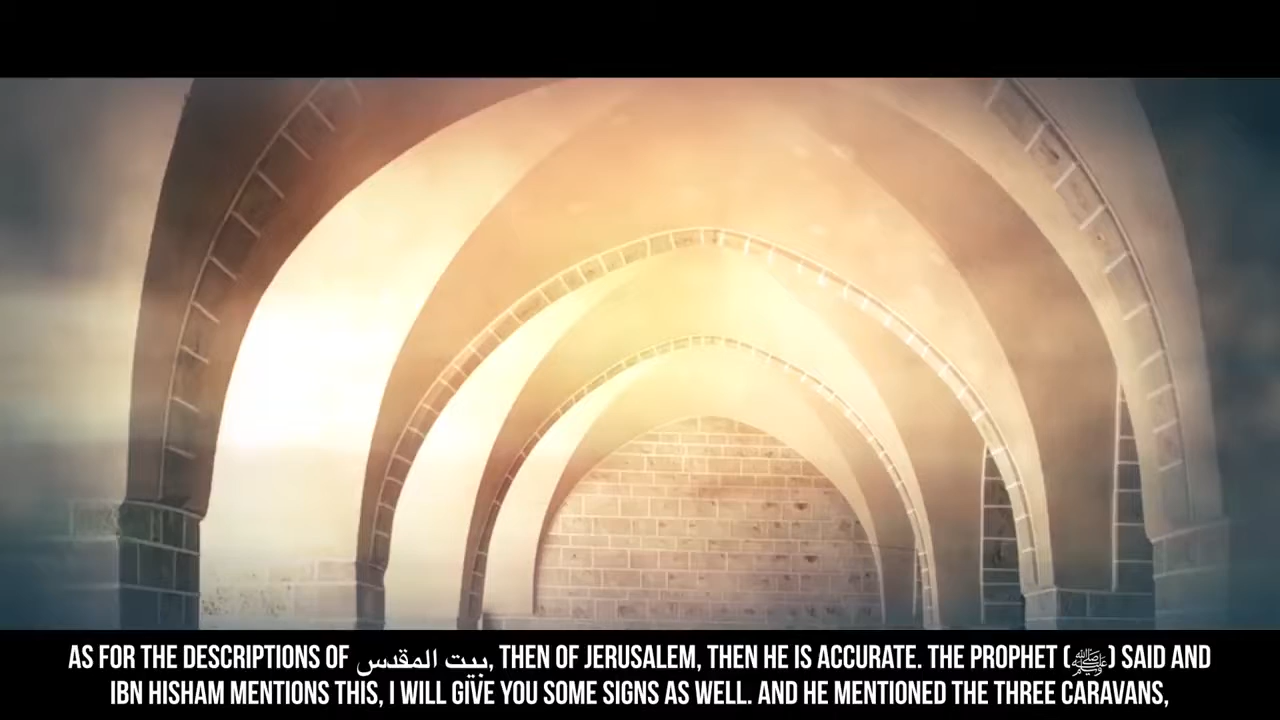 AS FOR THE DESCRIPTIONS OF بيت المقدس, THEN OF JERUSALEM, THEN HE IS ACCURATE. THE PROPHET (ﷺ) SAID AND
IBN HISHAM MENTIONS THIS, I WILL GIVE YOU SOME SIGNS AS WELL. AND HE MENTIONED THE THREE CARAVANS,